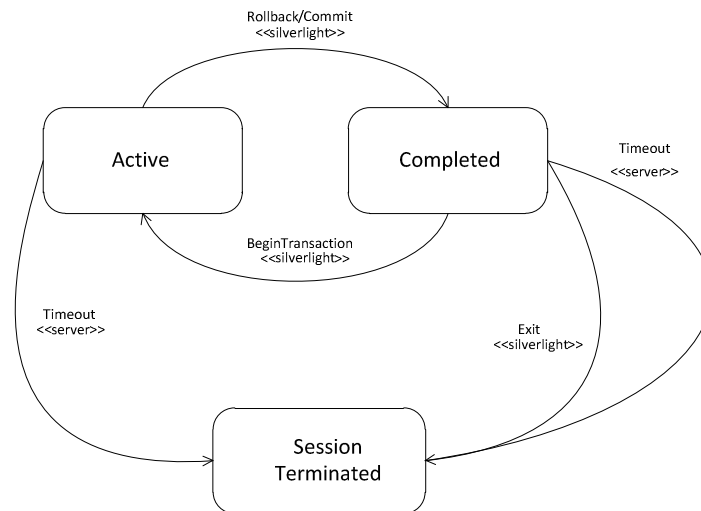 Rollback/Commit
<<silverlight>>
Active
Completed
Timeout
<<server>>
BeginTransaction
<<silverlight>>
Timeout
<<server>>
Exit
<<silverlight>>
Session
Terminated